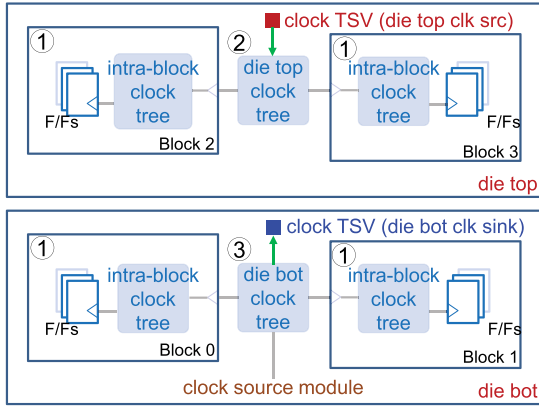 clock TSV (die top clk src)
1
2
1
intra-block
clock
tree
die top
clock
tree
intra-block
clock
tree
F/Fs
F/Fs
Block 2
Block 3
die top
clock TSV (die bot clk sink)
1
3
1
intra-block
clock
tree
die bot
clock
tree
intra-block
clock
tree
F/Fs
F/Fs
Block 0
Block 1
clock source module
die bot